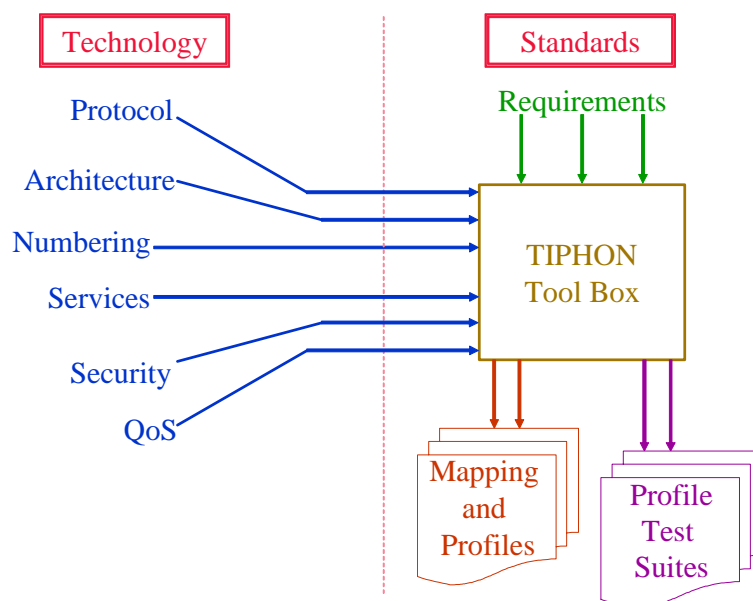 Technology
Standards
Protocol
Requirements
Architecture
Numbering
TIPHON
Tool Box
Services
Security
QoS
Mapping
and
Profiles
Profile
Test
Suites